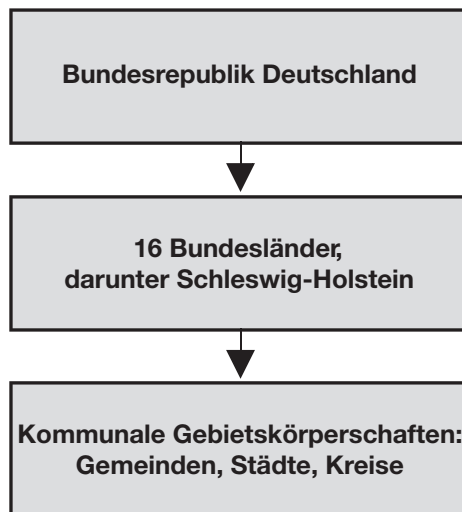 Bundesrepublik Deutschland
16 Bundesländer,
darunter Schleswig-Holstein
Kommunale Gebietskörperschaften:
Gemeinden, Städte, Kreise